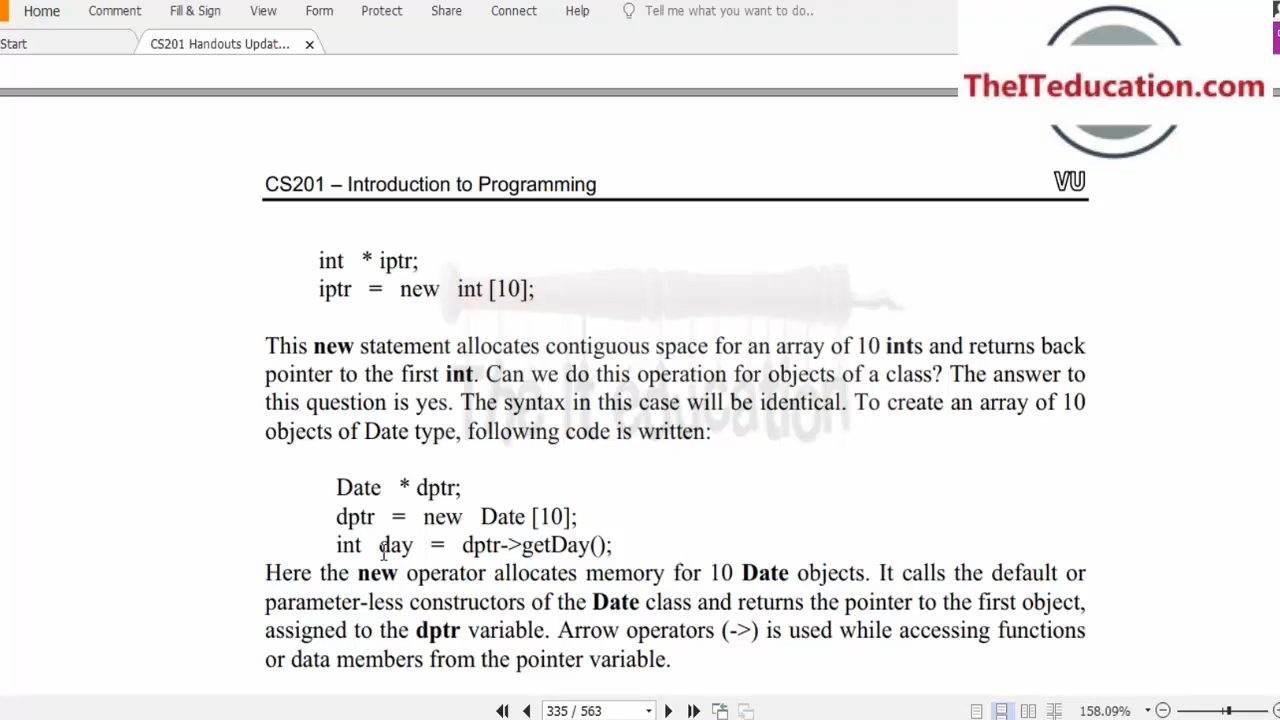 Home Comment Fill & Sign View Form Protect Share Connect Help Tell me what you want to do..
Start CS201 Handouts Updat... ×
TheITeducation.com
CS201 – Introduction to Programming VU
int * iptr;
iptr = new int [10];
This new statement allocates contiguous space for an array of 10 ints and returns back
pointer to the first int. Can we do this operation for objects of a class? The answer to
this question is yes. The syntax in this case will be identical. To create an array of 10
objects of Date type, following code is written:
The It education
Date * dptr;
dptr = new Date [10];
int day = dptr->getDay();
Here the new operator allocates memory for 10 Date objects. It calls the default or
parameter-less constructors of the Date class and returns the pointer to the first object,
assigned to the dptr variable. Arrow operators (->) is used while accessing functions
or data members from the pointer variable.
335 / 563 158.09%